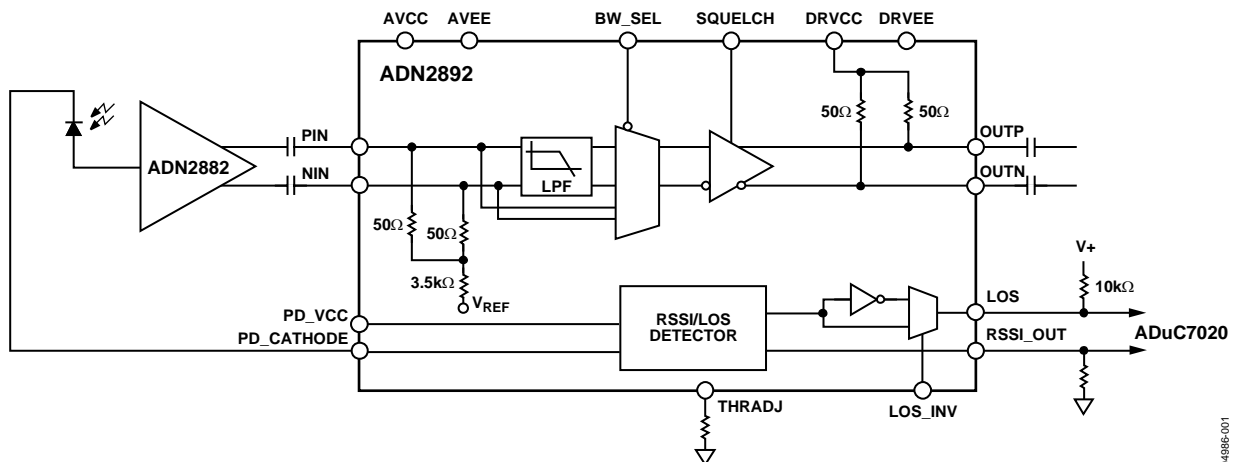 AVCC AVEE BW_SEL SQUELCH DRVCC DRVEE
ADN2892
50Ω 50Ω
PIN OUTP
ADN2882
LPF
NIN OUTN
50Ω 50Ω
3.5kΩ
VREF
V+
10kΩ
PD_VCC RSSI/LOS DETECTOR LOS
PD_CATHODE RSSI_OUT ADuC7020
THRADJ LOS_INV
04986-001